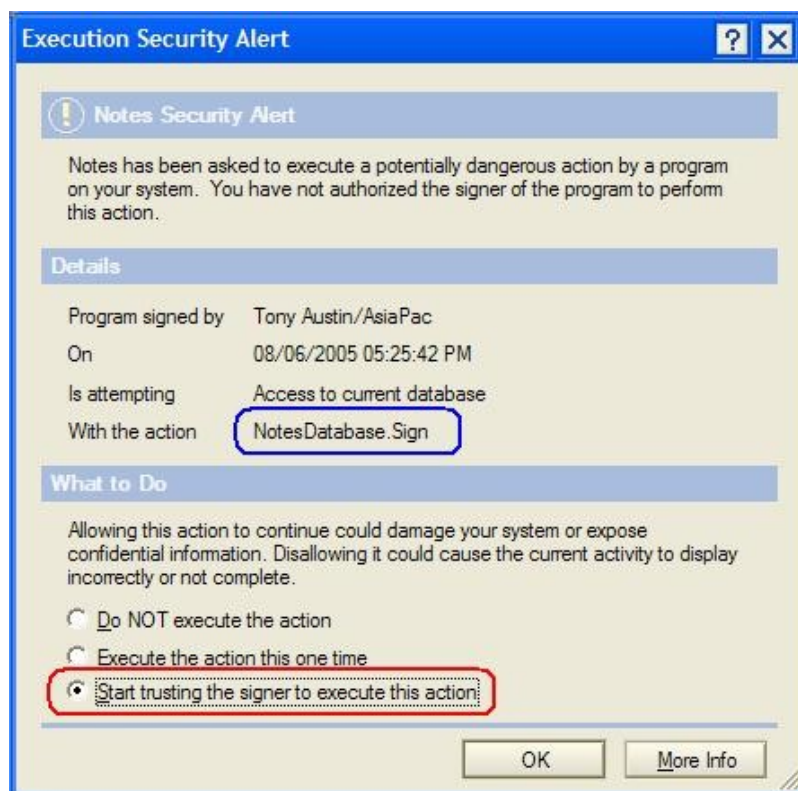 Execution Security Alert
Notes Security Alert
Notes has been asked to execute a potentially dangerous action by a program
on your system. You have not authorized the signer of the program to perform
this action.
Details
Program signed by Tony Austin/AsiaPac
On 08/06/2005 05:25:42 PM
Is attempting Access to current database
With the action NotesDatabase.Sign
What to Do
Allowing this action to continue could damage your system or expose
confidential information. Disallowing it could cause the current activity to display
incorrectly or not complete.
Do NOT execute the action
Execute the action this one time
Start trusting the signer to execute this action
OK More Info